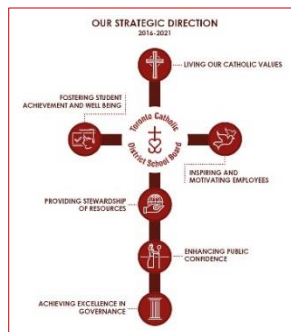 OUR STRATEGIC DIRECTION
2016-2021
LIVING OUR CATHOLIC VALUES
FOSTERING STUDENT
ACHIEVEMENT AND WELL BEING
Toronto Catholic
District School Board
INSPIRING AND
MOTIVATING EMPLOYEES
PROVIDING STEWARDSHIP
OF RESOURCES
ENHANCING PUBLIC
CONFIDENCE
ACHIEVING EXCELLENCE IN
GOVERNANCE